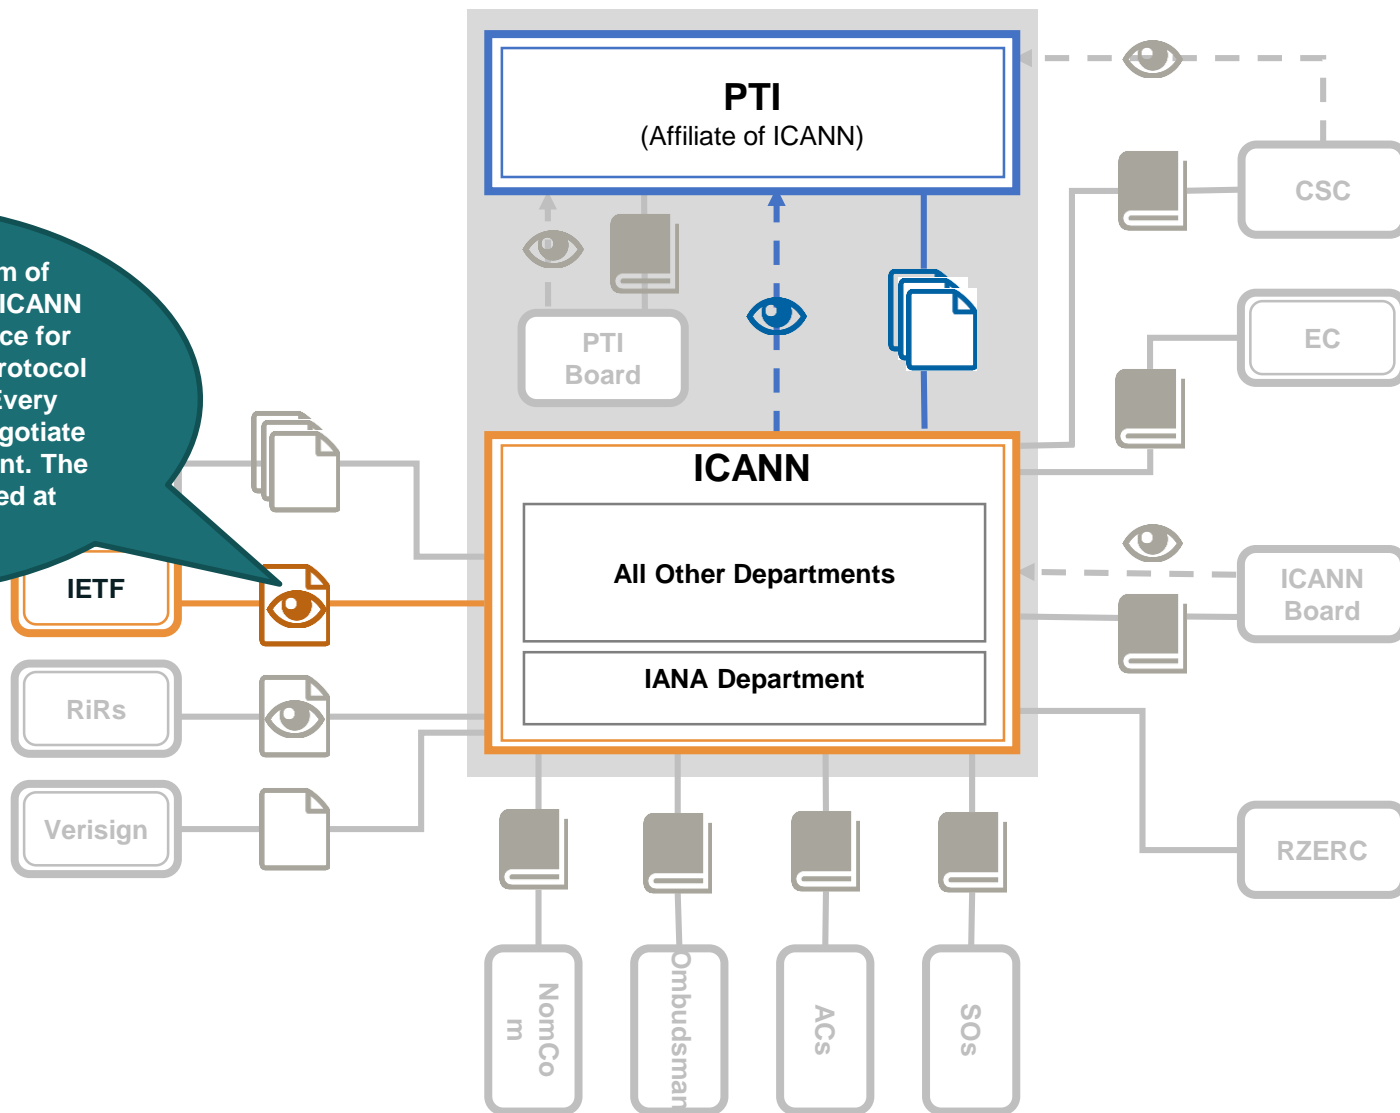 PTI
(Affiliate of ICANN)
CSC
m of
ICANN
ce for
rotocol
Every
gotiate
nt. The
ed at
PTI
Board
EC
ICANN
All Other Departments
IANA Department
IETF
ICANN
Board
RiRs
Verisign
RZERC
NomCo
m
Ombudsman
ACs
SOs